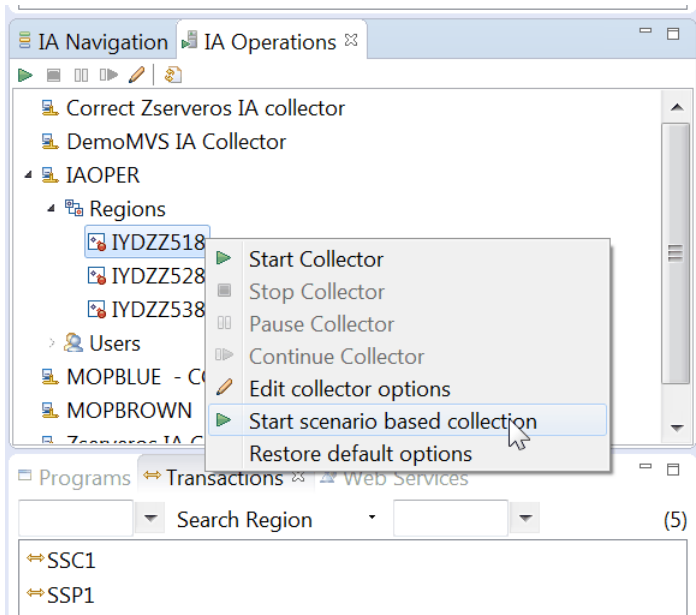 IA Navigation IA Operations
Correct Zserveros IA collector
DemoMVS IA Collector
IAOPER
Regions
IYDZZ518
IYDZZ528
IYDZZ538
Users
MOPBLUE - C
MOPBROWN
Zserveros IA C
Start Collector
Stop Collector
Pause Collector
Continue Collector
Edit collector options
Start scenario based collection
Restore default options
Programs Transactions Web Services
Search Region (5)
SSC1
SSP1